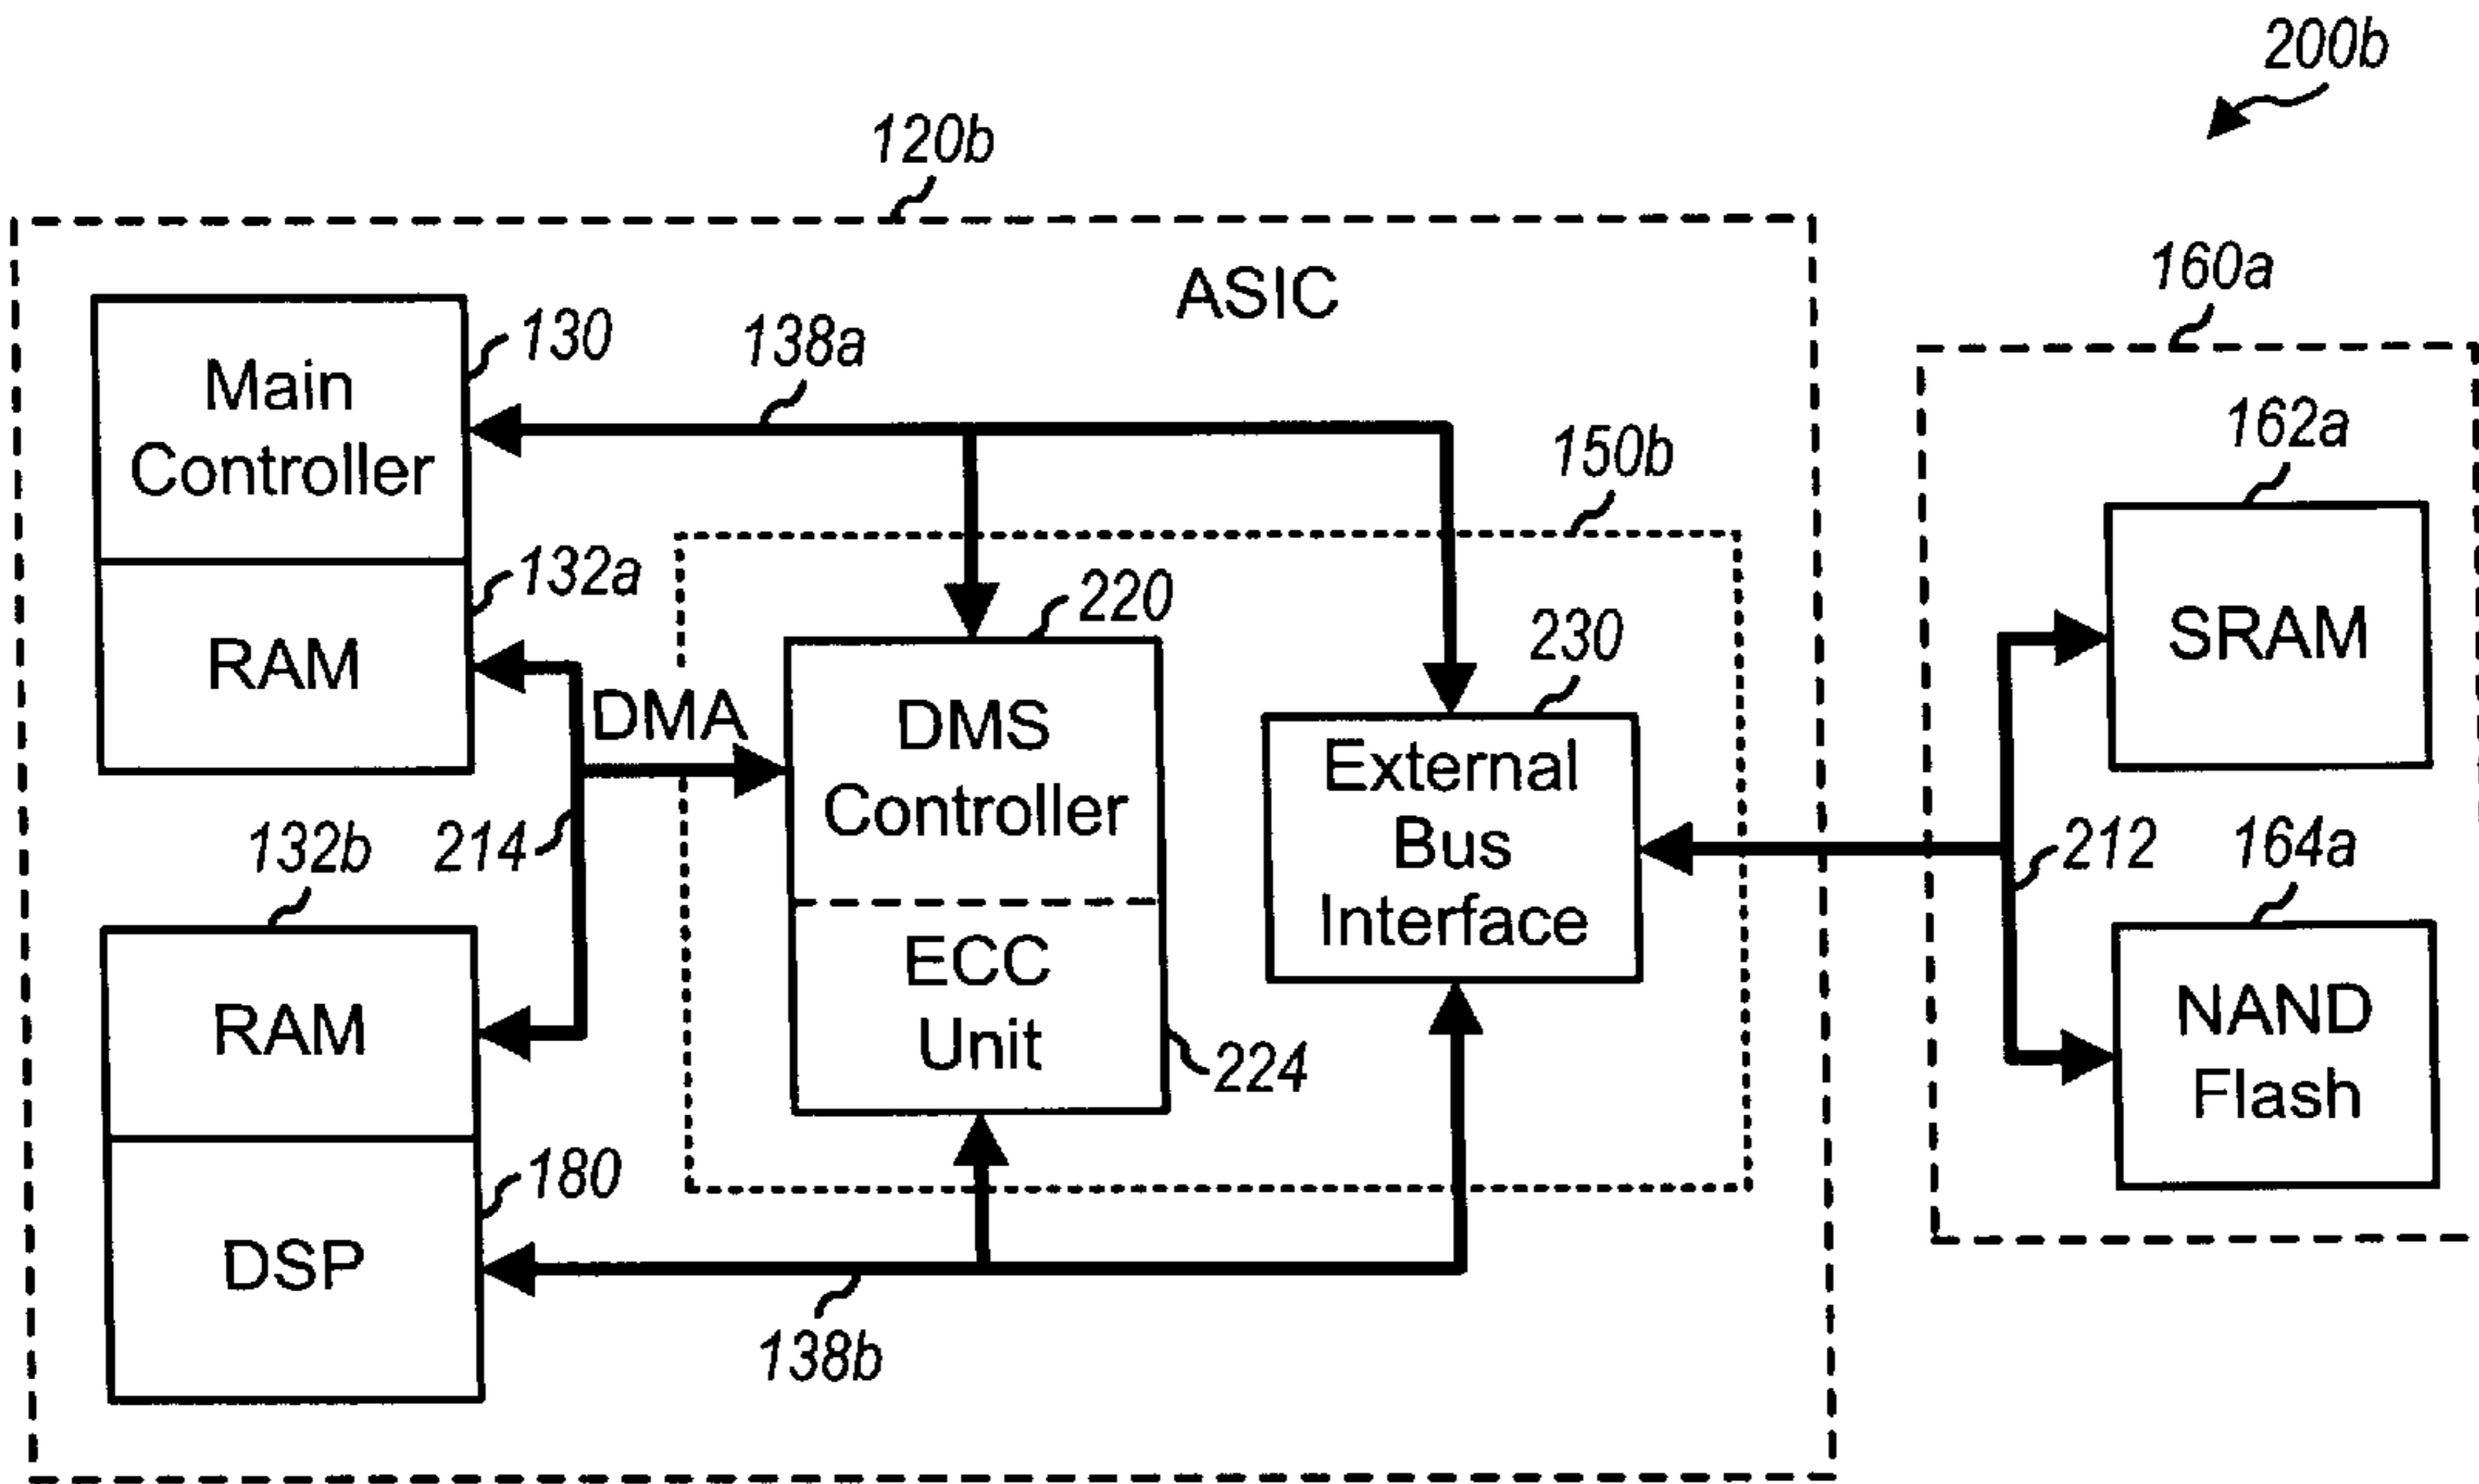 200b
120b
ASIC
160a
Main
Controller
130
138a
162a
150b
SRAM
132a
RAM
220
230
DMA
DMS
Controller
External
Bus
Interface
132b
214
212
164a
ECC
Unit
NAND
Flash
RAM
224
180
DSP
138b